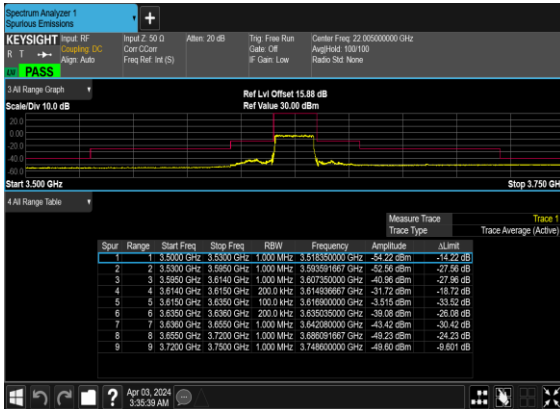 Spectrum Analyzer 1
Spurious Emissions
+
KEYSIGHT Input: RF Input Z: 50 Ω Atten: 20 dB Trig: Free Run Center Freq: 22.005000000 GHz
R T Coupling: DC Corr CCorr Gate: Off Avg|Hold: 100/100
Align: Auto Freq Ref: Int (S) IF Gain: Low Radio Std: None
PASS
3 All Range Graph
Ref Lvl Offset 15.88 dB
Scale/Div 10.0 dB Ref Value 30.00 dBm
20.0
0.00
-20.0
-40.0
-60.0
Start 3.500 GHz Stop 3.750 GH
4 All Range Table
Measure Trace Trace 1
Trace Type Trace Average (Active)
Spur Range Start Freq Stop Freq RBW Frequency Amplitude ΔLimit
1 1 3.5000 GHz 3.5300 GHz 1.000 MHz 3.518350000 GHz -54.22 dBm -14.22 dB
2 2 3.5300 GHz 3.5950 GHz 1.000 MHz 3.593591667 GHz -52.56 dBm -27.56 dB
3 3 3.5950 GHz 3.6140 GHz 1.000 MHz 3.607350000 GHz -40.96 dBm -27.96 dB
4 4 3.6140 GHz 3.6150 GHz 200.0 kHz 3.614936667 GHz -31.72 dBm -18.72 dB
5 5 3.6150 GHz 3.6350 GHz 100.0 kHz 3.616900000 GHz -3.515 dBm -33.52 dB
6 6 3.6350 GHz 3.6360 GHz 200.0 kHz 3.635035000 GHz -39.08 dBm -26.08 dB
7 7 3.6360 GHz 3.6550 GHz 1.000 MHz 3.642080000 GHz -43.42 dBm -30.42 dB
8 8 3.6550 GHz 3.7200 GHz 1.000 MHz 3.686091667 GHz -49.23 dBm -24.23 dB
9 9 3.7200 GHz 3.7500 GHz 1.000 MHz 3.748600000 GHz -49.60 dBm -9.601 dB
? Apr 03, 2024
3:35:39 AM